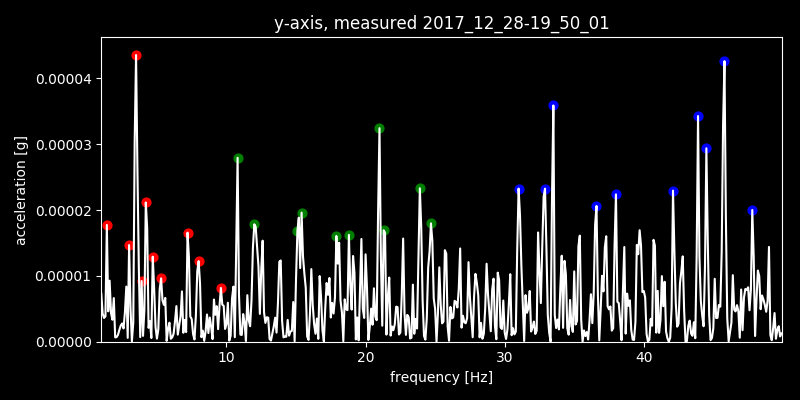 y-axis, measured 2017_12_28-19_50_01
0.00004
0.00003
0.00002
0.00001
0.00000
acceleration [g]
10 20 30 40
frequency [Hz]